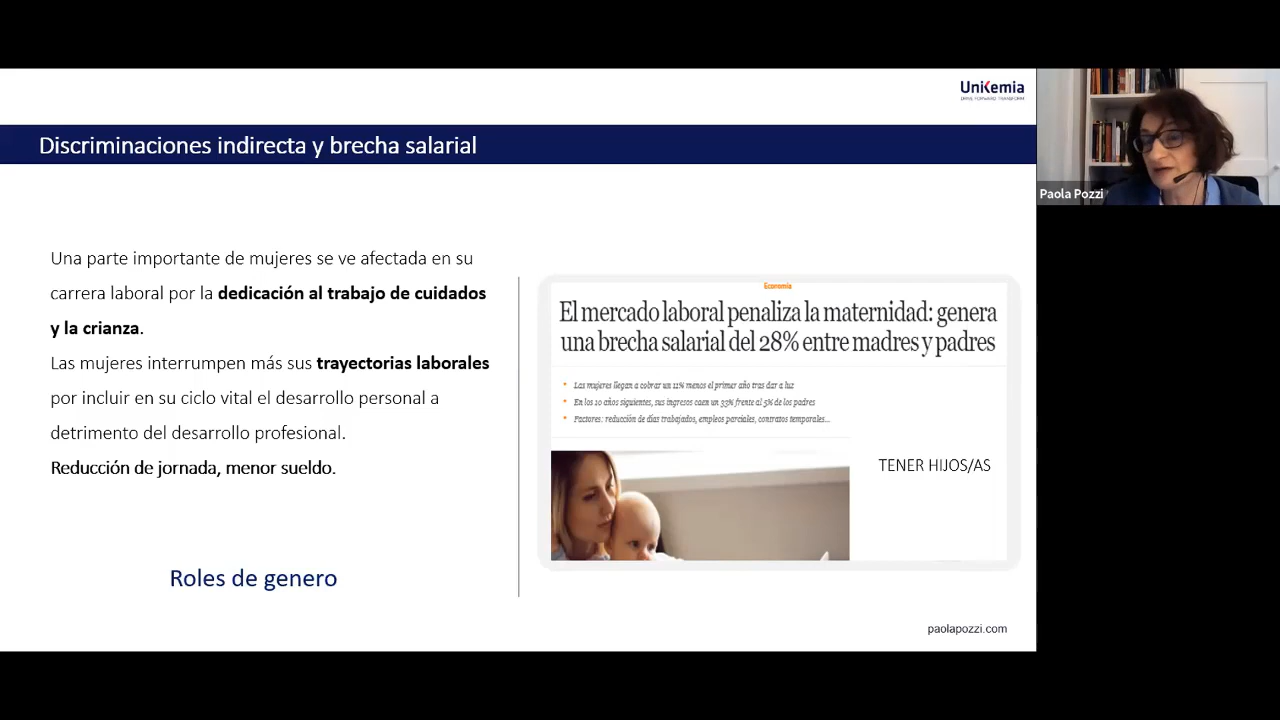 UniKemia
Discriminaciones indirecta y brecha salarial
Paola Pozzi
Una parte importante de mujeres se ve afectada en su
carrera laboral por la dedicación al trabajo de cuidados
y la crianza.
Las mujeres interrumpen más sus trayectorias laborales
por incluir en su ciclo vital el desarrollo personal a
detrimento del desarrollo profesional.
Reducción de jornada, menor sueldo.
Roles de genero
Economía
El mercado laboral penaliza la maternidad: genera
una brecha salarial del 28% entre madres y padres
• Las mujeres llegan a cobrar un 11% menos el primer año tras dar a luz
• En los 10 años siguientes, sus ingresos caen un 33% frente al 5% de los padres
• Factores: reducción de días trabajados, empleos parciales, contratos temporales...
TENER HIJOS/AS
paolapozzi.com